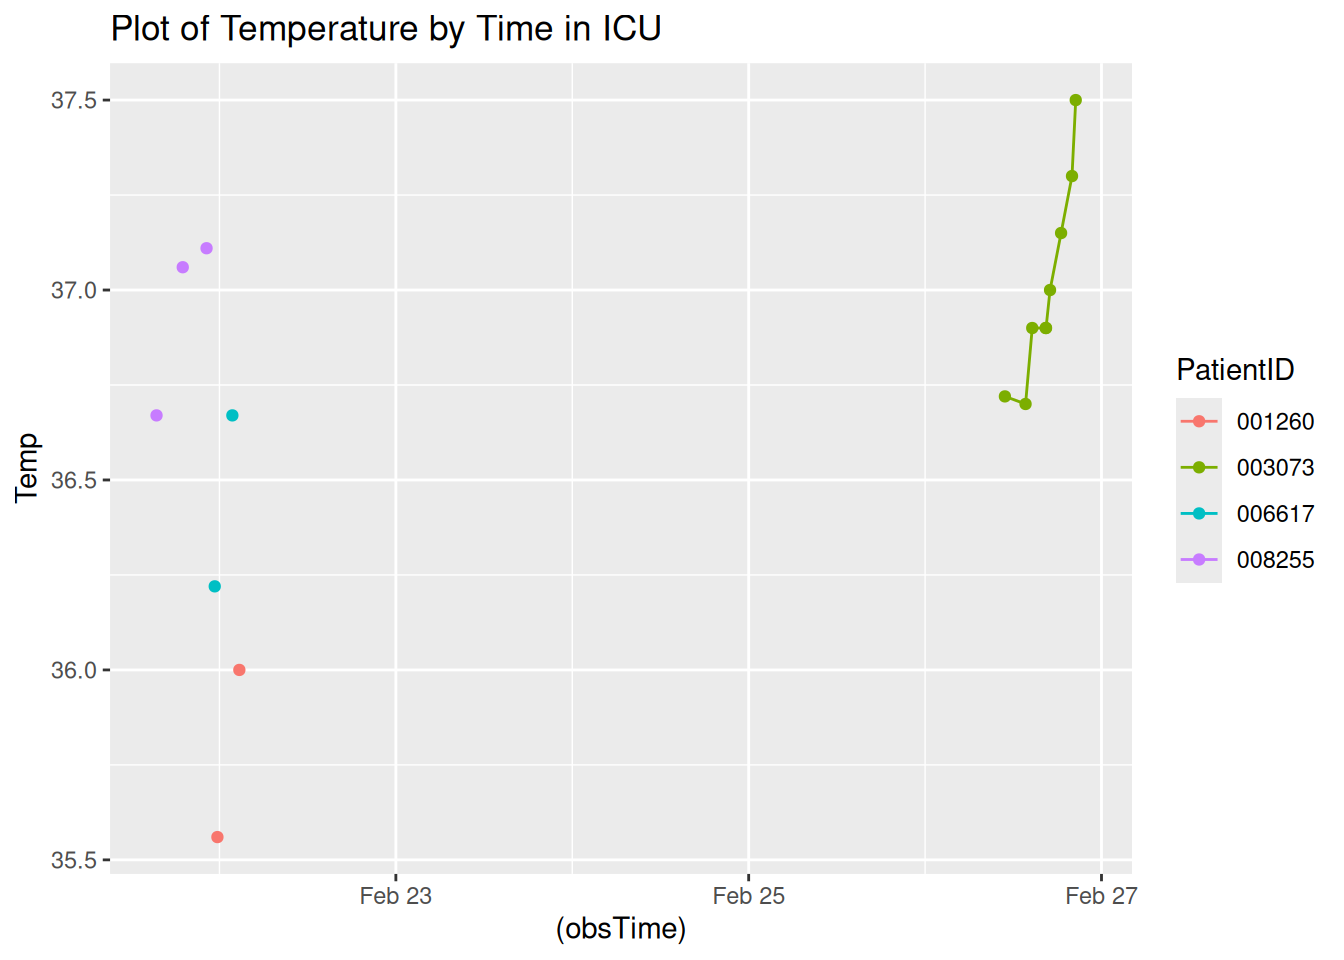 Plot of Temperature by Time in ICU
37.5
37.0
36.5
36.0
35.5
Temp
Feb 23
Feb 25
Feb 27
(obsTime)
PatientID
001260
003073
006617
008255